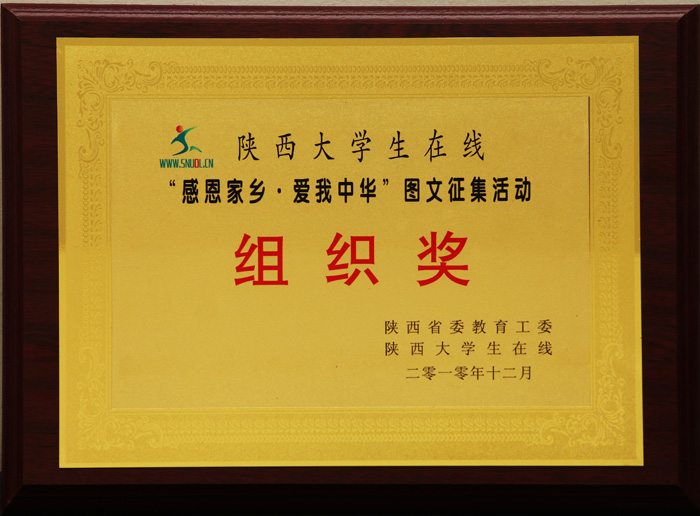 陕西大学生在线
WWW.SNUOL.CN
“感恩家乡·爱我中华”图文征集活动
组织奖
陕西省委教育工委
陕西大学生在线
二零一零年十二月